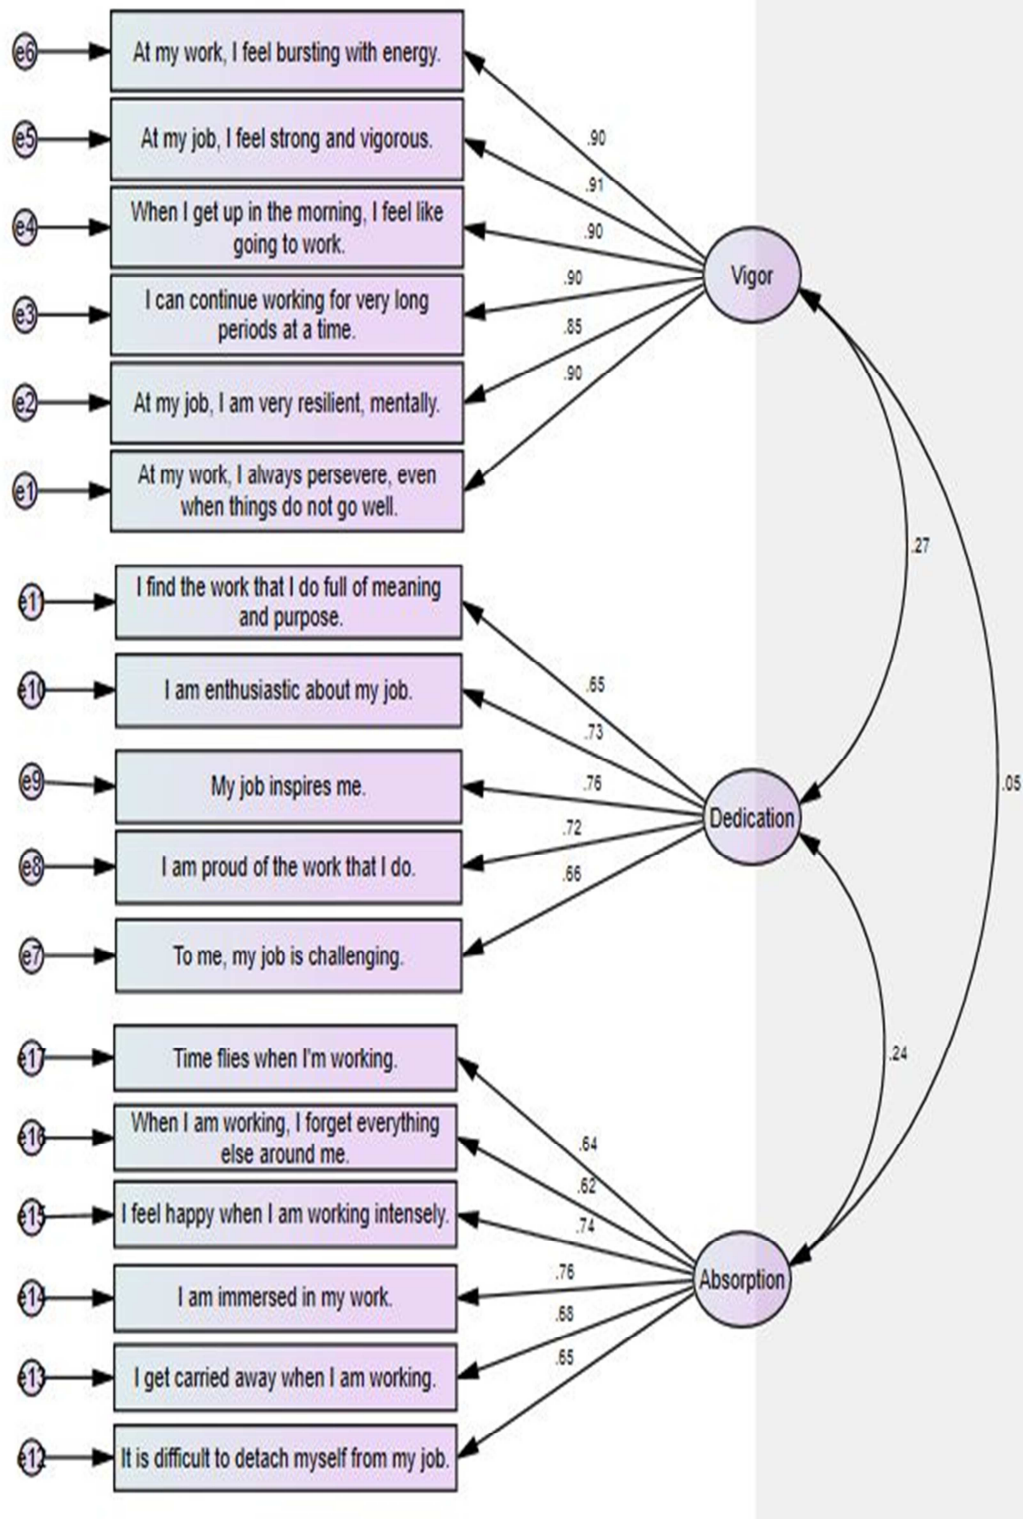 e6
At my work, I feel bursting with energy.
.90
e5
At my job, I feel strong and vigorous.
.91
e4
When I get up in the morning, I feel like
going to work.
.90
Vigor
e3
I can continue working for very long
periods at a time.
.90
e2
At my job, I am very resilient, mentally.
.85
e1
At my work, I always persevere, even
when things do not go well.
.90
.27
e11
I find the work that I do full of meaning
and purpose.
.65
e10
I am enthusiastic about my job.
.73
e9
My job inspires me.
.76
.05
Dedication
e8
I am proud of the work that I do.
.72
e7
To me, my job is challenging.
.66
e17
Time flies when I'm working.
.24
e16
When I am working, I forget everything
else around me.
.64
.62
e15
I feel happy when I am working intensely.
.74
Absorption
e14
I am immersed in my work.
.76
e13
I get carried away when I am working.
.68
e12
It is difficult to detach myself from my job.
.65